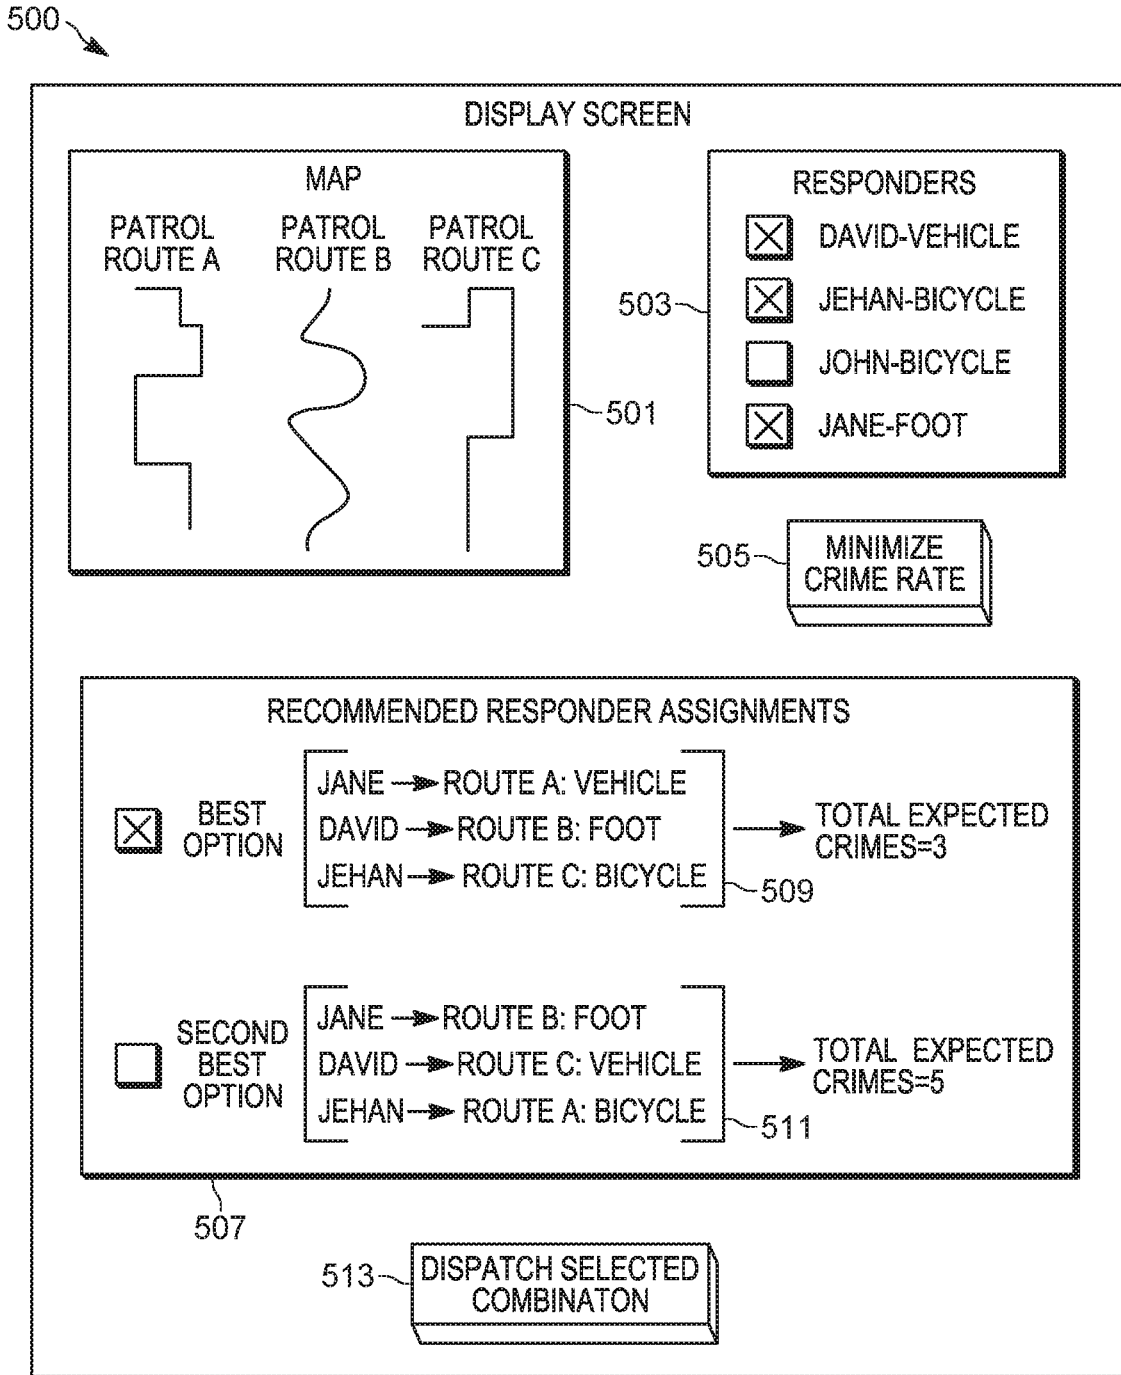 500
DISPLAY SCREEN
MAP
PATROL
ROUTE A
PATROL
ROUTE B
PATROL
ROUTE C
501
RESPONDERS
DAVID-VEHICLE
JEHAN-BICYCLE
JOHN-BICYCLE
JANE-FOOT
503
505
MINIMIZE
CRIME RATE
RECOMMENDED RESPONDER ASSIGNMENTS
BEST
OPTION
JANE → ROUTE A: VEHICLE
DAVID → ROUTE B: FOOT
JEHAN → ROUTE C: BICYCLE
509
TOTAL EXPECTED
CRIMES=3
SECOND
BEST
OPTION
JANE → ROUTE B: FOOT
DAVID → ROUTE C: VEHICLE
JEHAN → ROUTE A: BICYCLE
511
TOTAL EXPECTED
CRIMES=5
507
513
DISPATCH SELECTED
COMBINATON